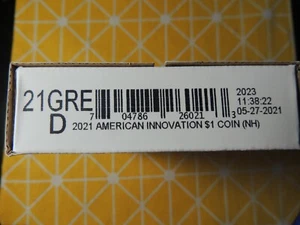 21GRE
D
2023
11:38:22
05-27-2021
7 04786 26021 3
2021 AMERICAN INNOVATION $1 COIN (NH)